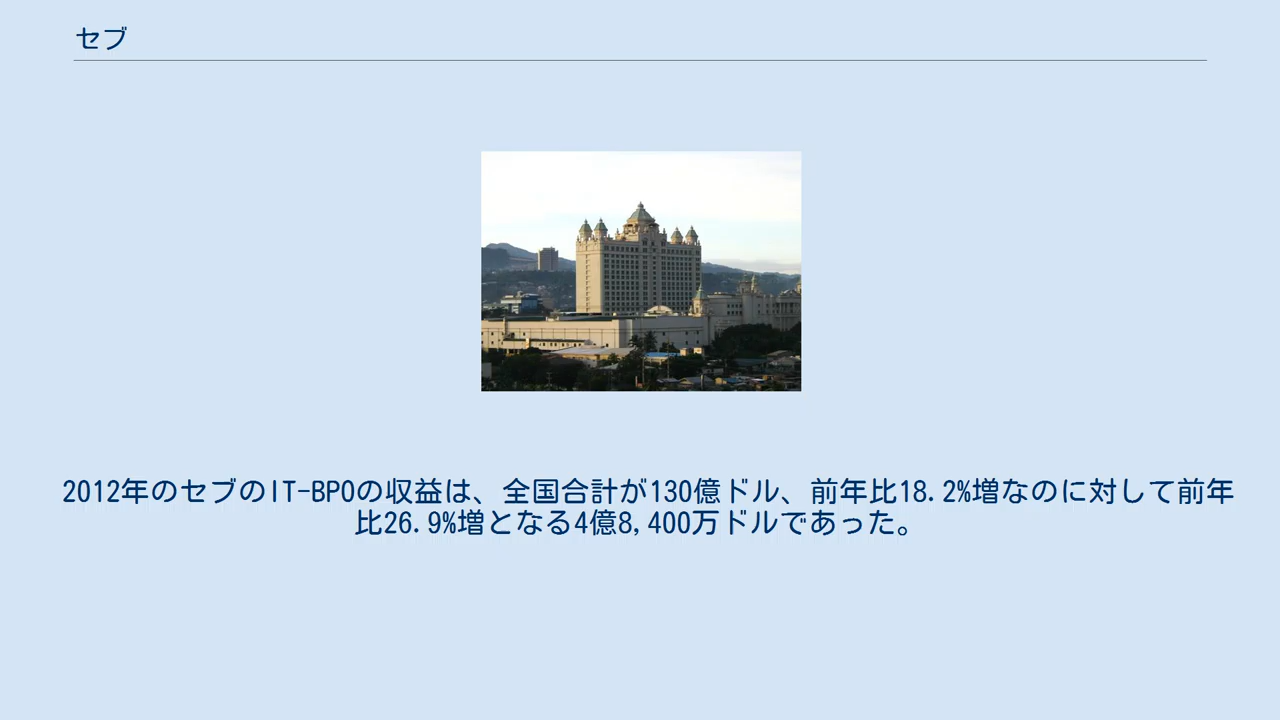 セブ
2012年のセブのIT-BPOの収益は、全国合計が130億ドル、前年比18.2%増なのに対して前年
比26.9%増となる4億8,400万ドルであった。